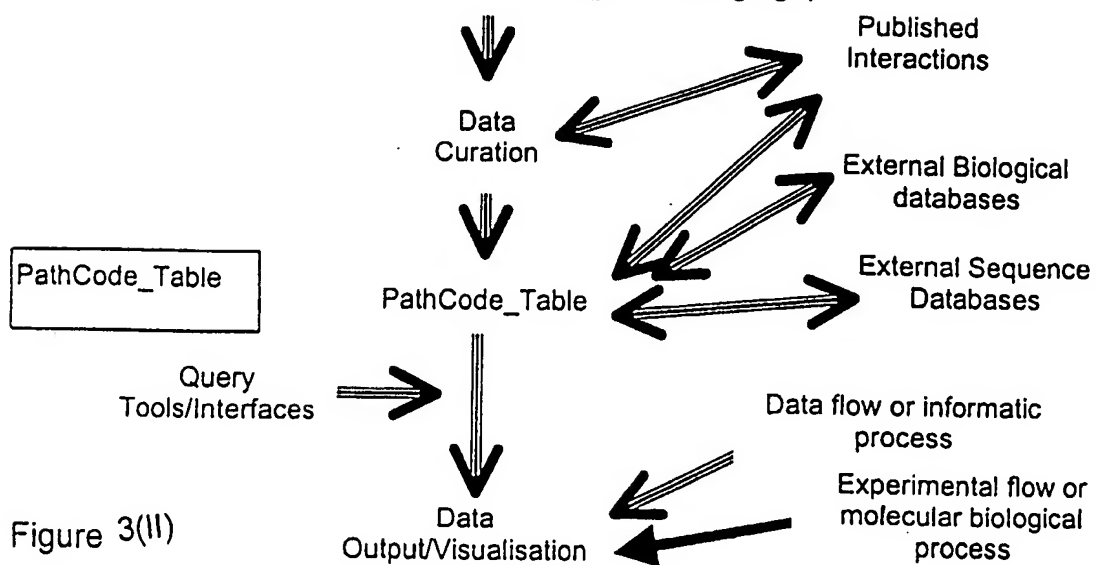 Published
Interactions
Data
Curation
External Biological
databases
PathCode_Table
PathCode_Table
External Sequence
Databases
Query
Tools/Interfaces
Data flow or informatic
process
Experimental flow or
molecular biological
process
Data
Output/Visualisation
Figure 3(II)